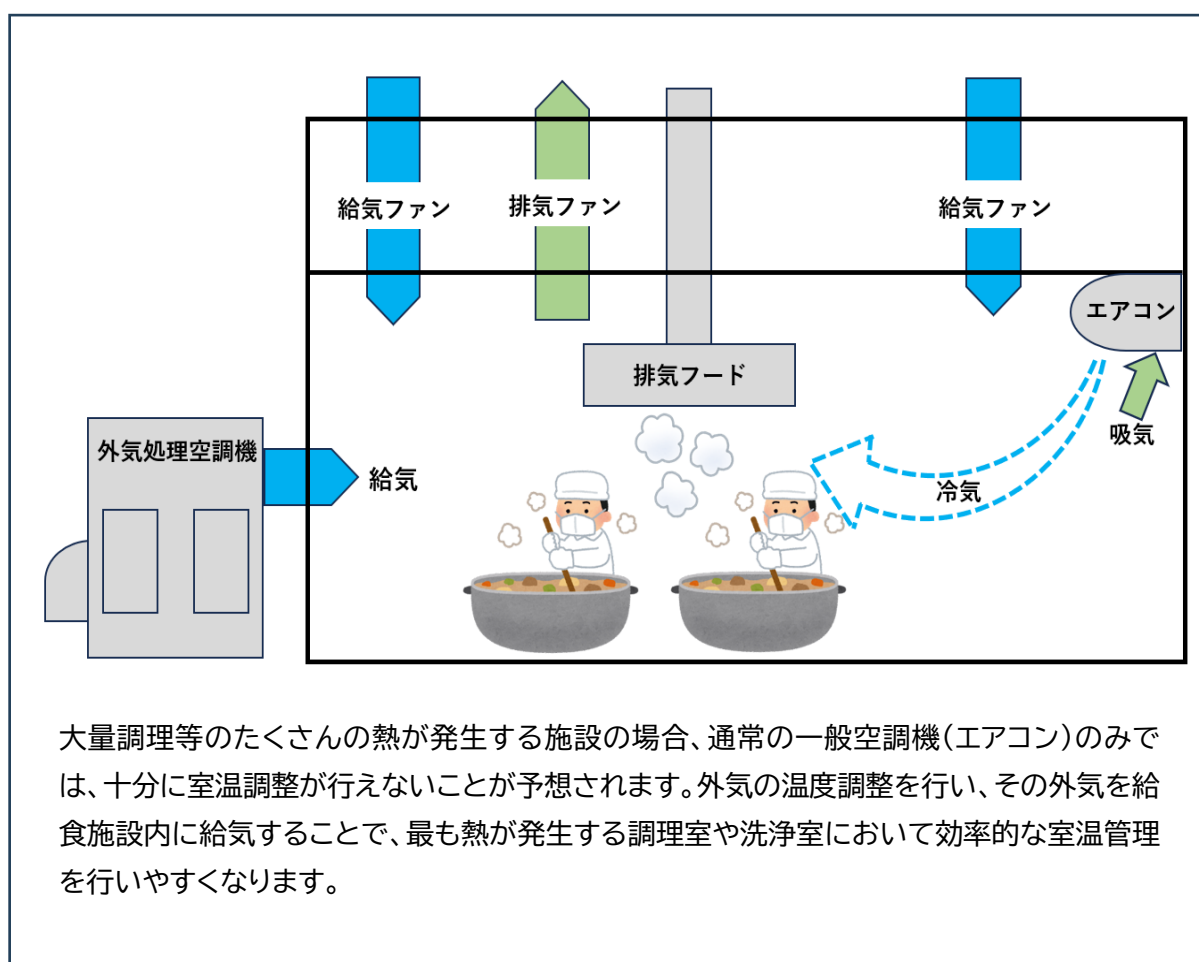 給気ファン
排気ファン
給気ファン
エアコン
排気フード
吸気
外気処理空調機
給気
冷気
大量調理等のたくさんの熱が発生する施設の場合、通常の一般空調機(エアコン)のみで
は、十分に室温調整が行えないことが予想されます。外気の温度調整を行い、その外気を給
食施設内に給気することで、最も熱が発生する調理室や洗浄室において効率的な室温管理
を行いやすくなります。